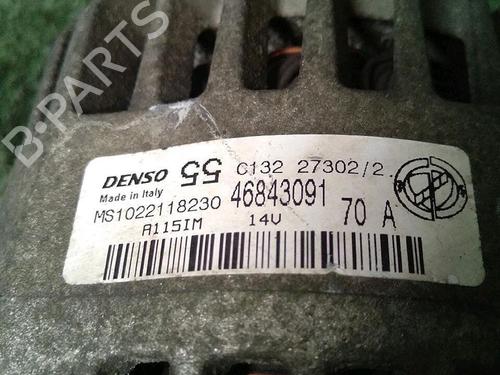 B-PARTS
DENSO 55 C132 27302/2.
Made in Italy
MS1022118230 46843091 70 A
A115IM 14V